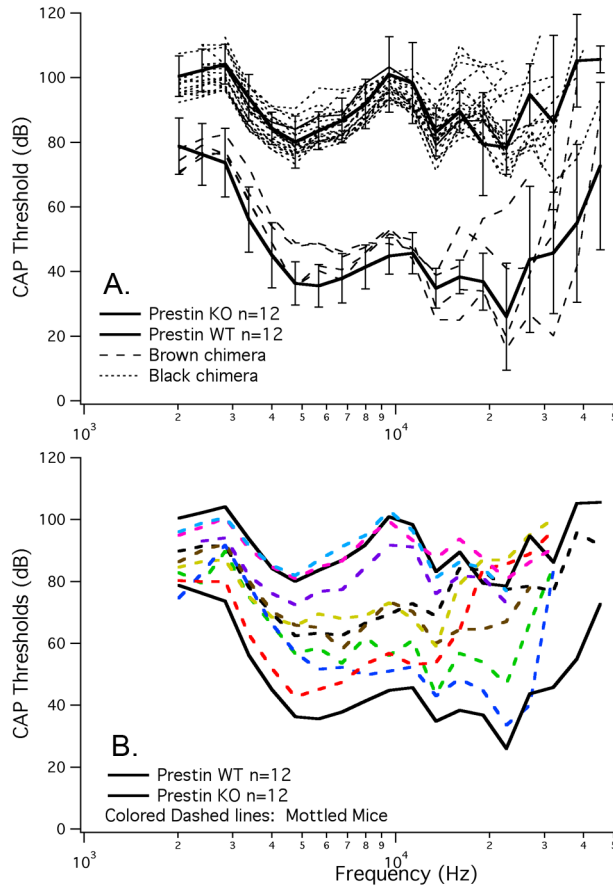 120
100
80
60
40
20
0
CAP Threshold (dB)
A.
Prestin KO n=12
Prestin WT n=12
Brown chimera
Black chimera
2 3 4 5 6 7 8 9 2 3 4 5
10³ 10⁴
120
100
80
60
40
20
0
CAP Thresholds (dB)
B.
Prestin WT n=12
Prestin KO n=12
Colored Dashed lines: Mottled Mice
2 3 4 5 6 7 8 9 2 3 4 5
10³ 10⁴
Frequency (Hz)